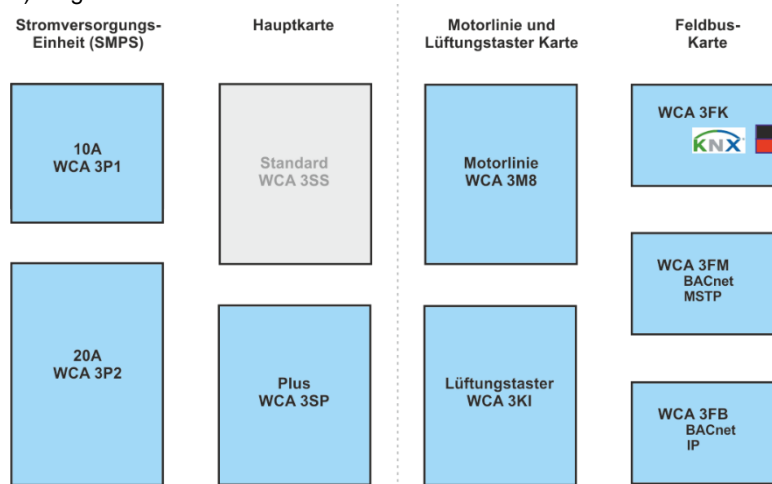 Stromversorgungs-
Einheit (SMPS)
Hauptkarte
Motorlinie und
Lüftungstaster Karte
Feldbus-
Karte
10A
WCA 3P1
20A
WCA 3P2
Standard
WCA 3SS
Plus
WCA 3SP
Motorlinie
WCA 3M8
Lüftungstaster
WCA 3KI
WCA 3FK
KNX
WCA 3FM
BACnet
MSTP
WCA 3FB
BACnet
IP